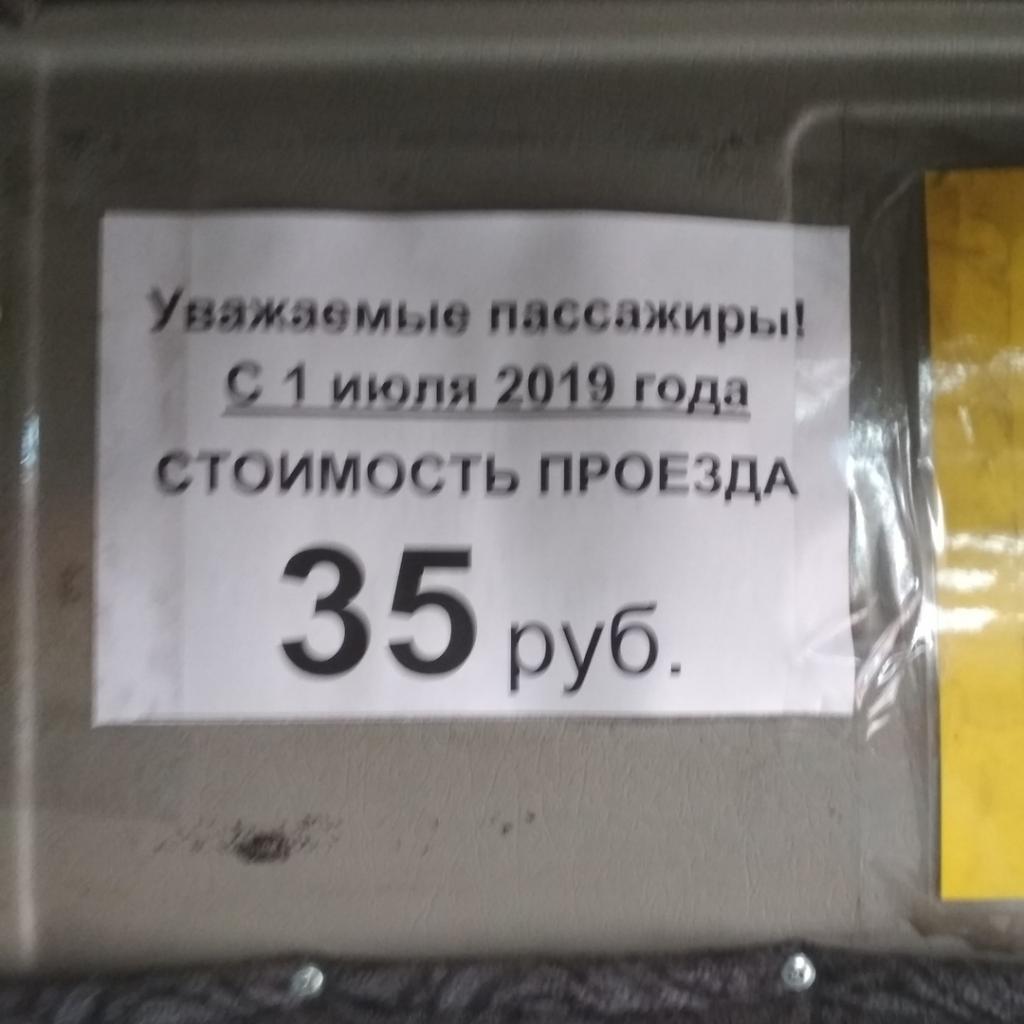 Уважаемые пассажиры!
С 1 июля 2019 года
СТОИМОСТЬ ПРОЕЗДА
35 руб.